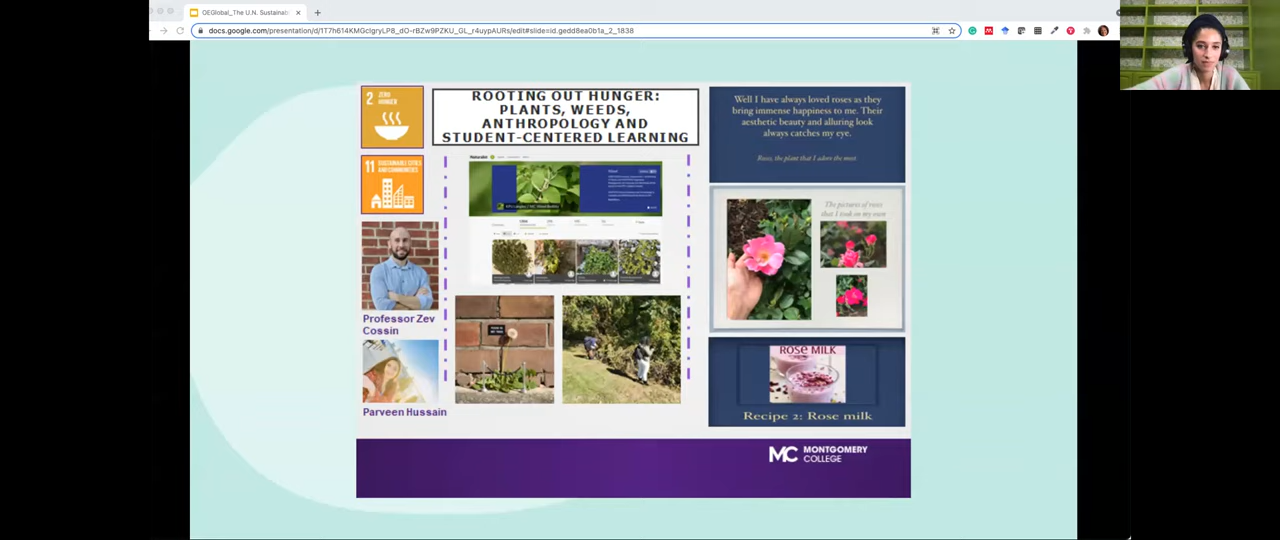 OEGlobal_The U.N. Sustainab
docs.google.com/presentation/d/1T7h614KMGclgryLP8_dO-rBZw9PZKU_GL_r4uypAURs/edit#slide=id.gedd8ea0b1a_2_1838
2 ZERO
HUNGER
ROOTING OUT HUNGER:
PLANTS, WEEDS,
ANTHROPOLOGY AND
STUDENT-CENTERED LEARNING
11 SUSTAINABLE CITIES
AND COMMUNITIES
Professor Zev
Cossin
Parveen Hussain
Well I have always loved roses as they
bring immense happiness to me. Their
aesthetic beauty and alluring look
always catches my eye.
Roses, the plant that I adore the most.
The pictures of roses
that I took on my own
ROSE MILK
Recipe 2: Rose milk
MC MONTGOMERY
COLLEGE